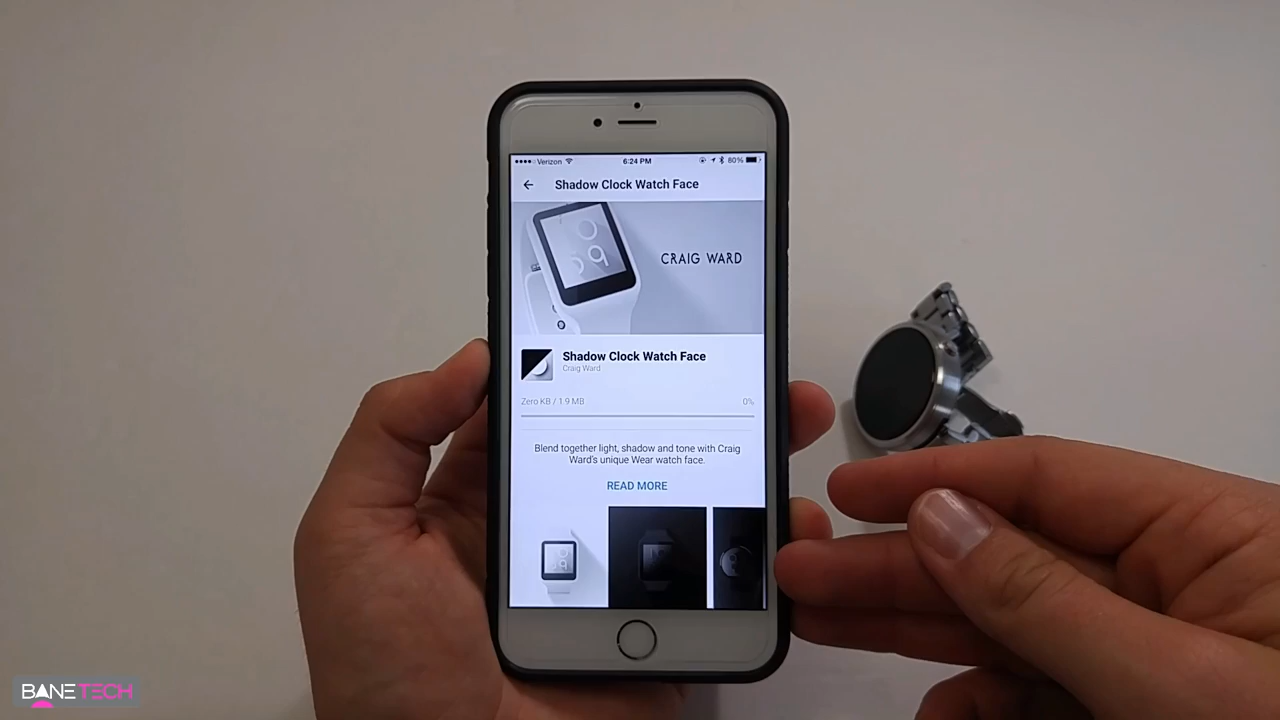 Verizon 6:24 PM 80%
Shadow Clock Watch Face
CRAIG WARD
Shadow Clock Watch Face
Craig Ward
Zero KB / 1.9 MB 0%
Blend together light, shadow and tone with Craig
Ward's unique Wear watch face.
READ MORE
BANETECH